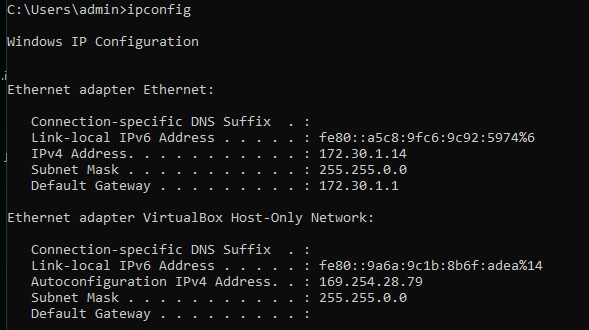 C:\Users\admin>ipconfig
Windows IP Configuration
Ethernet adapter Ethernet:
Connection-specific DNS Suffix  . :
Link-local IPv6 Address . . . . . : fe80::a5c8:9fc6:9c92:5974%6
IPv4 Address. . . . . . . . . . . : 172.30.1.14
Subnet Mask . . . . . . . . . . . : 255.255.0.0
Default Gateway . . . . . . . . . : 172.30.1.1
Ethernet adapter VirtualBox Host-Only Network:
Connection-specific DNS Suffix  . :
Link-local IPv6 Address . . . . . : fe80::9a6a:9c1b:8b6f:adea%14
Autoconfiguration IPv4 Address. . : 169.254.28.79
Subnet Mask . . . . . . . . . . . : 255.255.0.0
Default Gateway . . . . . . . . . :